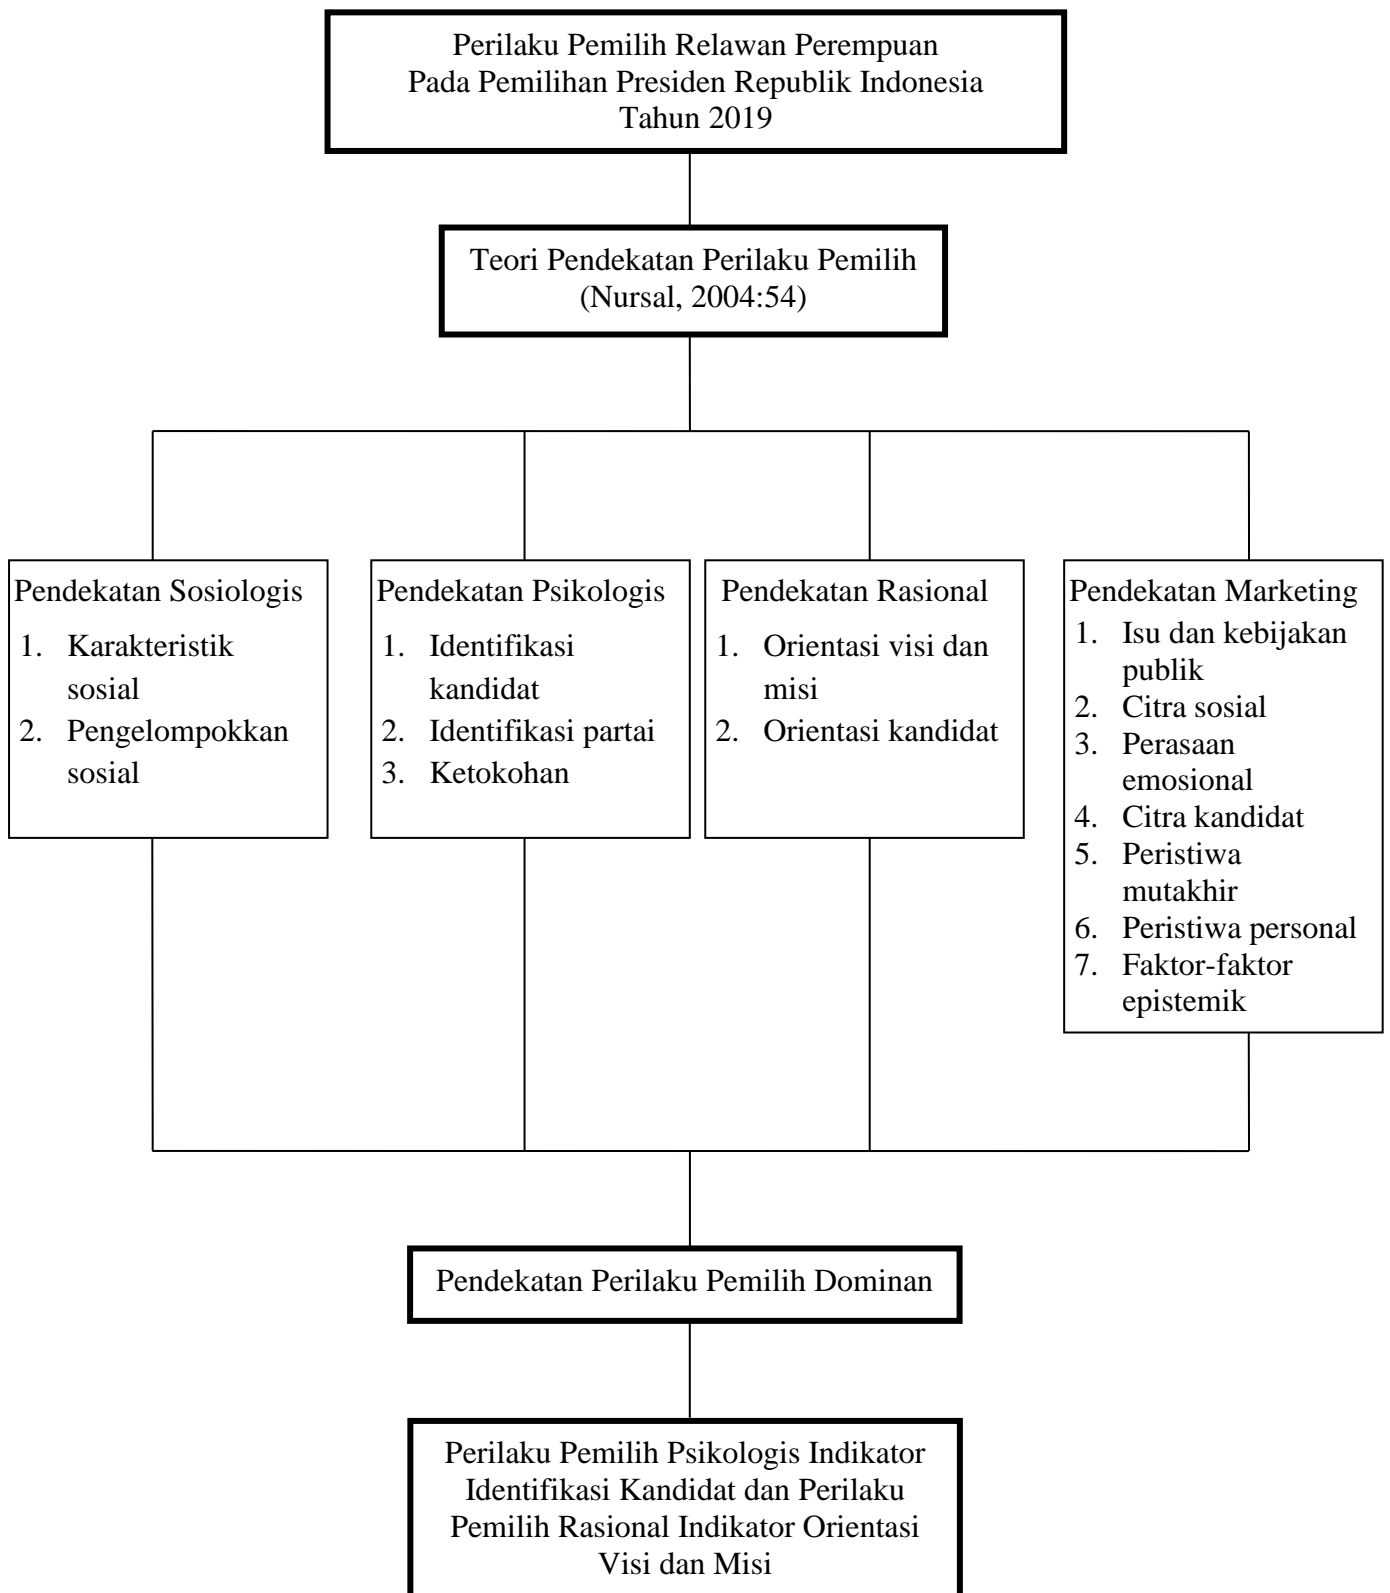 Perilaku Pemilih Relawan Perempuan
Pada Pemilihan Presiden Republik Indonesia
Tahun 2019
Teori Pendekatan Perilaku Pemilih
(Nursal, 2004:54)
Pendekatan Sosiologis
1. Karakteristik
sosial
2. Pengelompokkan
sosial
Pendekatan Psikologis
1. Identifikasi
kandidat
2. Identifikasi partai
3. Ketokohan
Pendekatan Rasional
1. Orientasi visi dan
misi
2. Orientasi kandidat
Pendekatan Marketing
1. Isu dan kebijakan
publik
2. Citra sosial
3. Perasaan
emosional
4. Citra kandidat
5. Peristiwa
mutakhir
6. Peristiwa personal
7. Faktor-faktor
epistemik
Pendekatan Perilaku Pemilih Dominan
Perilaku Pemilih Psikologis Indikator
Identifikasi Kandidat dan Perilaku
Pemilih Rasional Indikator Orientasi
Visi dan Misi